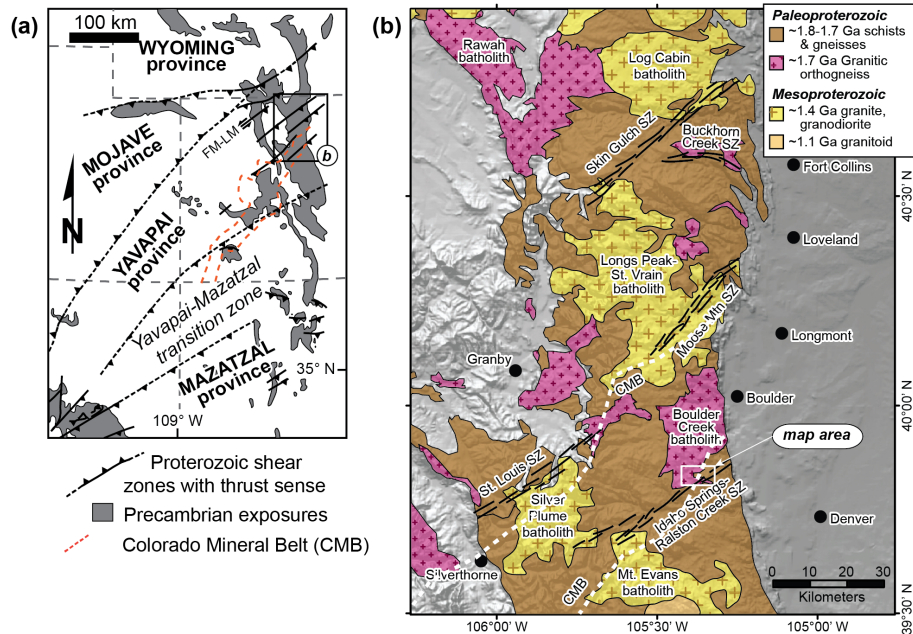 (a)
100 km
WYOMING
province
MOJAVE
province
FM-LM
b
N
YAVAPAI
province
Yavapai-Mazatzal
transition zone
MAZATZAL
province
35° N
109° W
Proterozoic shear
zones with thrust sense
Precambrian exposures
Colorado Mineral Belt (CMB)
(b)
Paleoproterozoic
~1.8-1.7 Ga schists
& gneisses
~1.7 Ga Granitic
orthogneiss
Mesoproterozoic
~1.4 Ga granite,
granodiorite
~1.1 Ga granitoid
Rawah
batholith
Log Cabin
batholith
Skin Gulch SZ
Buckhorn
Creek SZ
Fort Collins
40°30' N
Loveland
Longs Peak-
St. Vrain
batholith
Mouse Mtn SZ
Longmont
Granby
CMB
Boulder
40°00' N
Boulder
Creek
batholith
map area
St. Louis SZ
Silver
Plume
batholith
Idaho Springs-
Ralston Creek SZ
Denver
Silverthorne
CMB
Mt. Evans
batholith
0 10 20 30
Kilometers
39°30' N
106°00' W
105°30' W
105°00' W